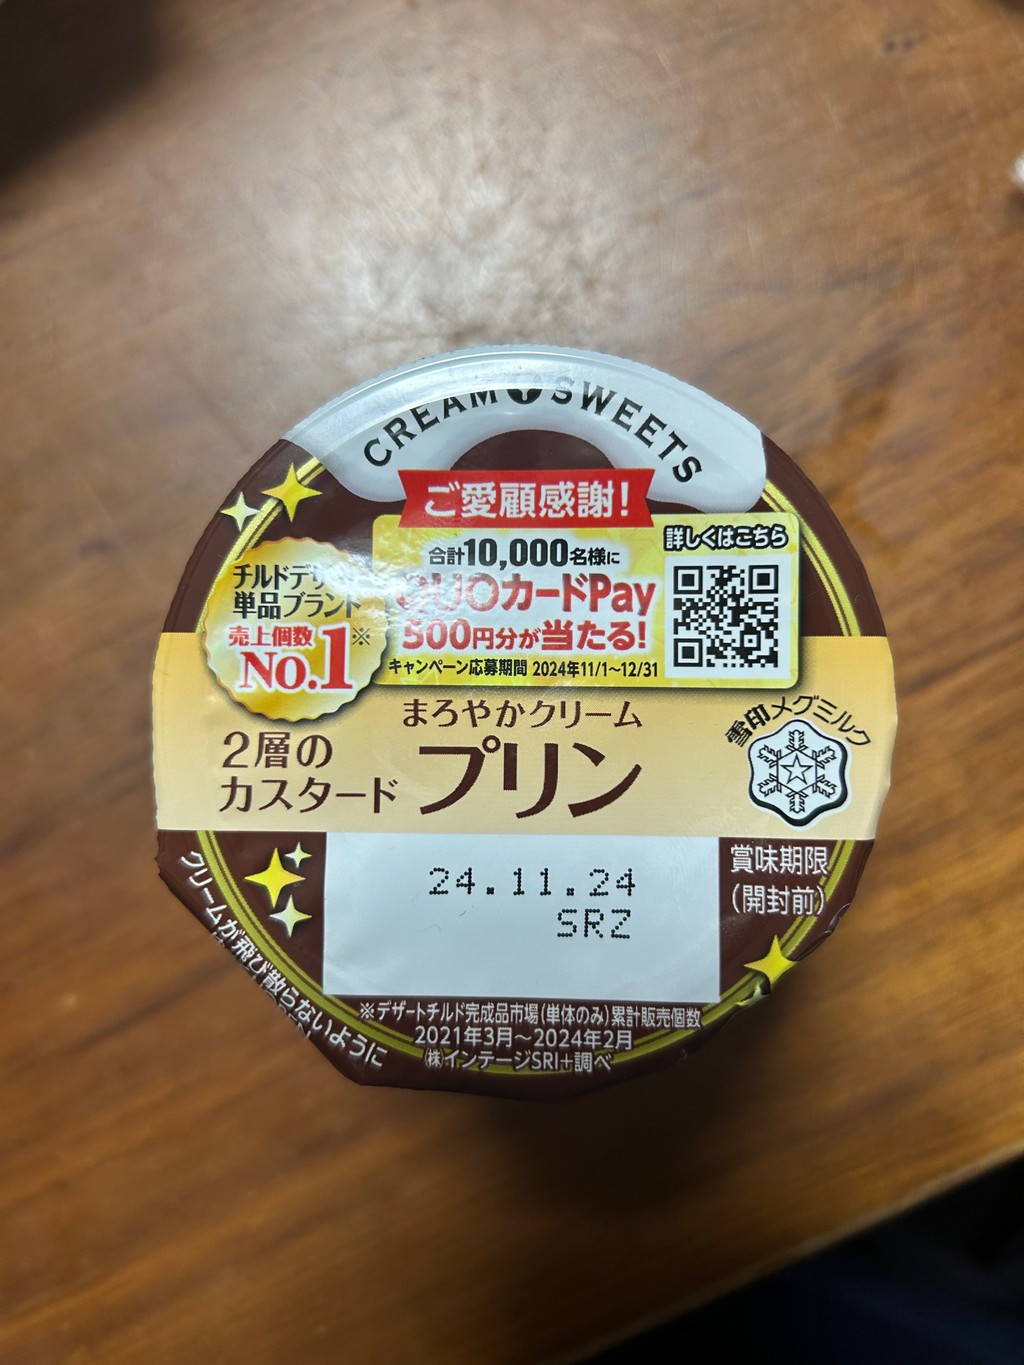 CREAM SWEETS
ご愛顧感謝!
合計10,000名様に
QUOカードPay
500円分が当たる!
キャンペーン応募期間 2024年11/1~12/31
詳しくはこちら
チルドデザ
単品ブランド
売上個数
No.1※
まろやかクリーム
2層の
カスタード
プリン
雪印メグミルク
24.11.24
SRZ
賞味期限
(開封前)
クリームが飛び散らないように
※デザートチルド完成品市場(単体のみ)累計販売個数
2021年3月~2024年2月
(株)インテージSRI+調べ